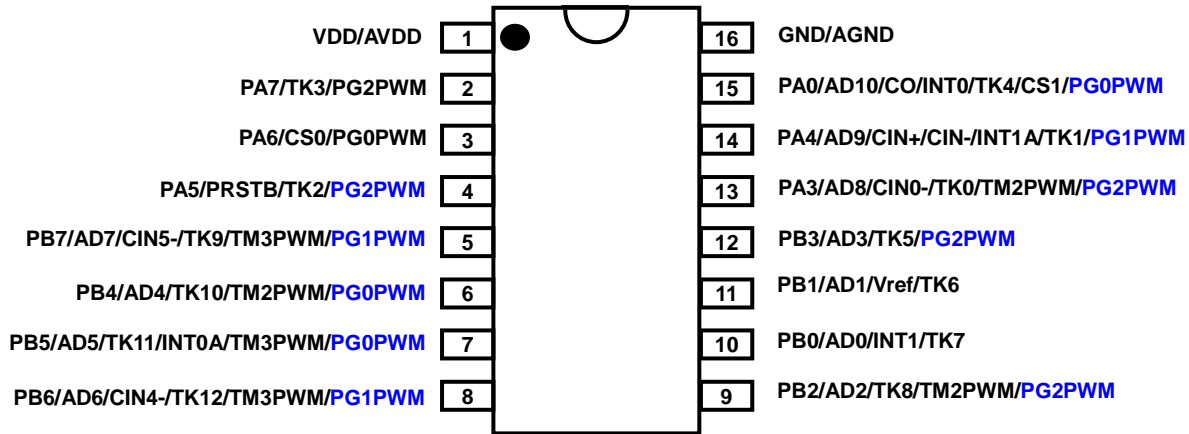 VDD/AVDD 1 16 GND/AGND
PA7/TK3/PG2PWM 2 15 PA0/AD10/CO/INT0/TK4/CS1/PG0PWM
PA6/CS0/PG0PWM 3 14 PA4/AD9/CIN+/CIN-/INT1A/TK1/PG1PWM
PA5/PRSTB/TK2/PG2PWM 4 13 PA3/AD8/CIN0-/TK0/TM2PWM/PG2PWM
PB7/AD7/CIN5-/TK9/TM3PWM/PG1PWM 5 12 PB3/AD3/TK5/PG2PWM
PB4/AD4/TK10/TM2PWM/PG0PWM 6 11 PB1/AD1/Vref/TK6
PB5/AD5/TK11/INT0A/TM3PWM/PG0PWM 7 10 PB0/AD0/INT1/TK7
PB6/AD6/CIN4-/TK12/TM3PWM/PG1PWM 8 9 PB2/AD2/TK8/TM2PWM/PG2PWM